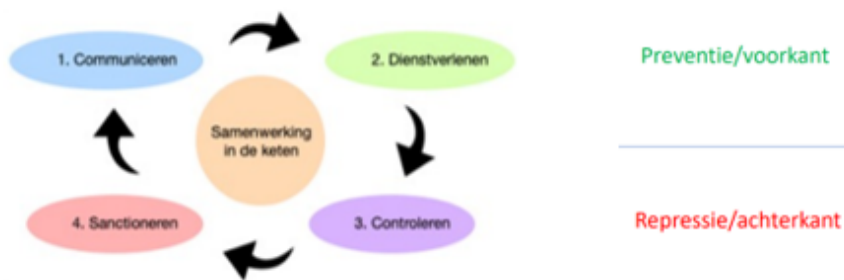 1. Communiceren
2. Dienstverlenen
Preventie/voorkant
Samenwerking
in de keten
4. Sanctioneren
3. Controleren
Repressie/achterkant